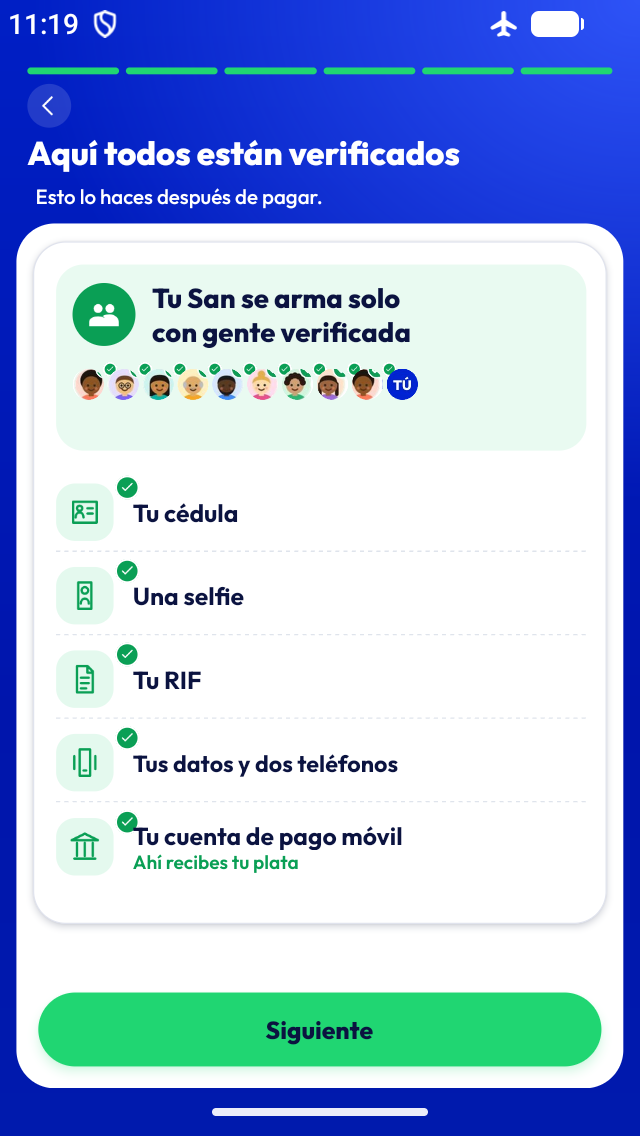 11:19
Aquí todos están verificados
Esto lo haces después de pagar.
Tu San se arma solo
con gente verificada
TÚ
Tu cédula
Una selfie
Tu RIF
Tus datos y dos teléfonos
Tu cuenta de pago móvil
Ahí recibes tu plata
Siguiente